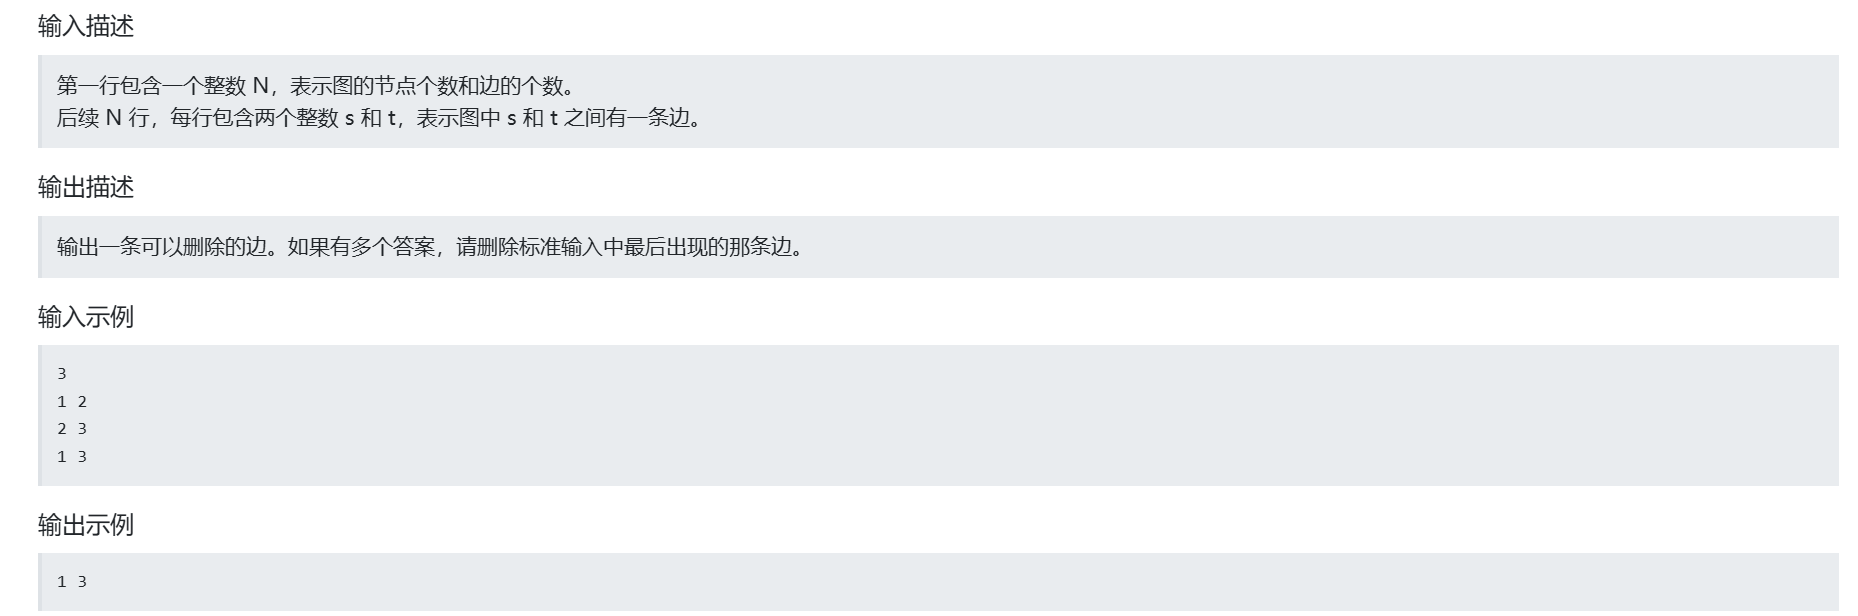 输入描述
第一行包含一个整数 N，表示图的节点个数和边的个数。
后续 N 行，每行包含两个整数 s 和 t，表示图中 s 和 t 之间有一条边。
输出描述
输出一条可以删除的边。如果有多个答案，请删除标准输入中最后出现的那条边。
输入示例
3
1 2
2 3
1 3
输出示例
1 3